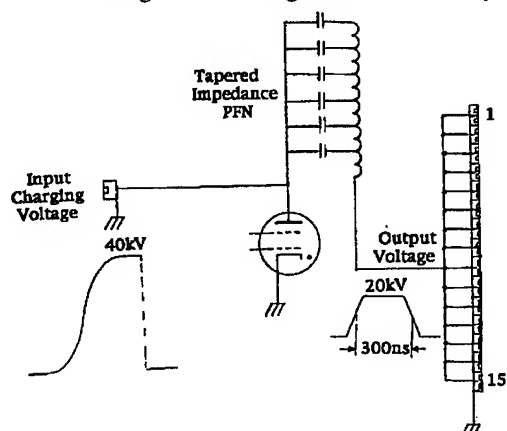 Tapered
Impedance
PFN
1
Input
Charging
Voltage
40kV
Output
Voltage
20kV
300ns
15